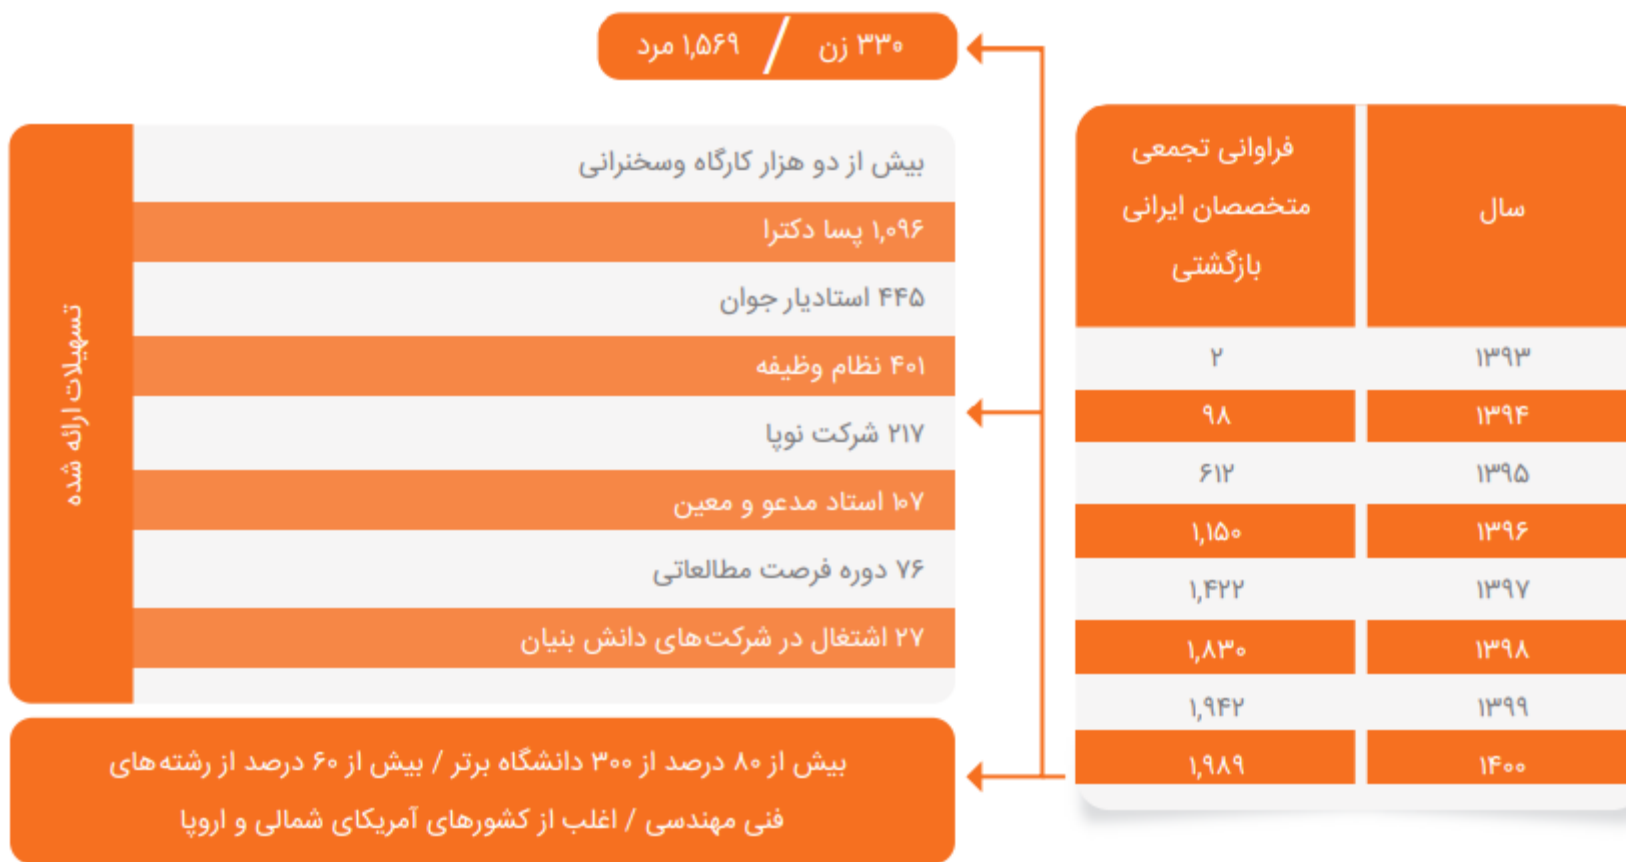 ۳۳۰ زن / ۱,۵۶۹ مرد
سال
فراوانی تجمعی
متخصصان ایرانی
بازگشتی
۱۳۹۳ ۲
۱۳۹۴ ۹۸
۱۳۹۵ ۶۱۲
۱۳۹۶ ۱,۱۵۰
۱۳۹۷ ۱,۴۲۲
۱۳۹۸ ۱,۸۳۰
۱۳۹۹ ۱,۹۴۲
۱۴۰۰ ۱,۹۸۹
بیش از دو هزار کارگاه وسخنرانی
۱,۰۹۶ پسا دکترا
۴۴۵ استادیار جوان
۴۰۱ نظام وظیفه
۲۱۷ شرکت نوپا
۱۰۷ استاد مدعو و معین
۷۶ دوره فرصت مطالعاتی
۲۷ اشتغال در شرکت‌های دانش بنیان
تسهیلات ارائه شده
بیش از ۸۰ درصد از ۳۰۰ دانشگاه برتر / بیش از ۶۰ درصد از رشته‌های
فنی مهندسی / اغلب از کشورهای آمریکای شمالی و اروپا